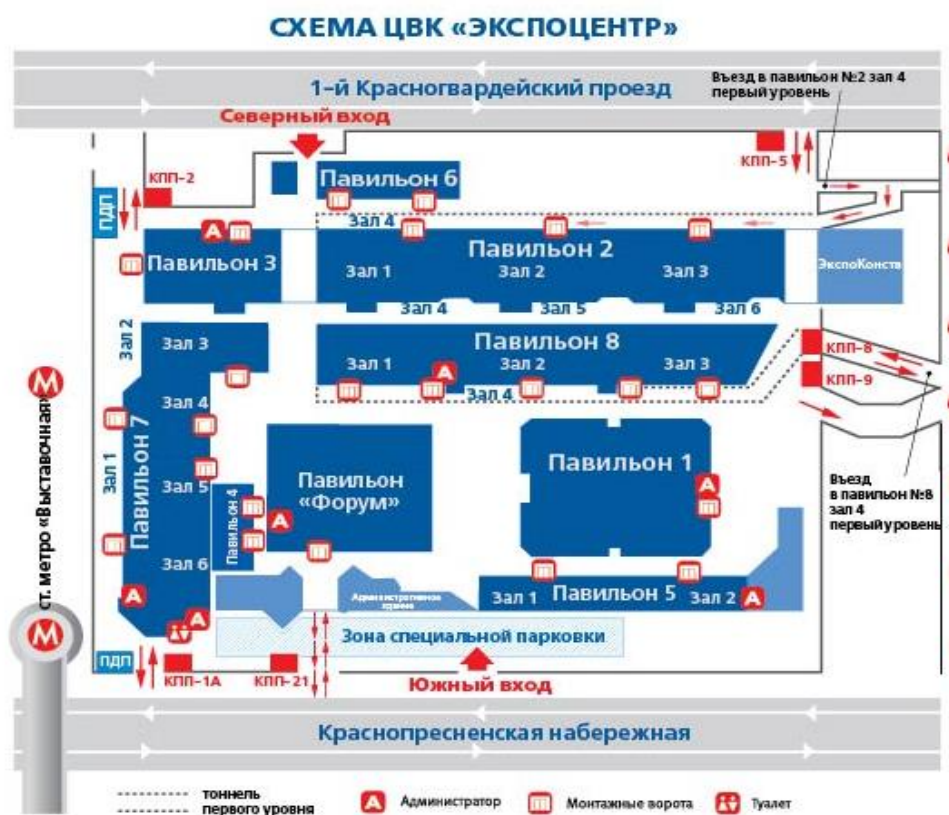 СХЕМА ЦВК «ЭКСПОЦЕНТР»
1-й Красногвардейский проезд
Въезд в павильон №2 зал 4
первый уровень
Северный вход
КПП-5
КПП-2
ПДП
Павильон 6
Зал 4
А
Павильон 3
Павильон 2
Зал 1
Зал 2
Зал 3
ЭкспоКонста
Зал 4
Зал 5
Зал 6
Зал 2
Зал 3
Павильон 8
Зал 1
Зал 2
Зал 3
КПП-8
КПП-9
А
Зал 4
М
ст. метро «Выставочная»
Зал 4
Павильон 7
Зал 1
Зал 5
Зал 6
Павильон 4
Павильон
«Форум»
А
Павильон 1
А
Въезд
в павильон №8
зал 4
первый уровень
Административное
здание
Зал 1
Павильон 5
Зал 2
А
А
А
М
Зона специальной парковки
ПДП
КПП-1А
КПП-21
Южный вход
Краснопресненская набережная
тоннель
первого уровня
А
Администратор
Монтажные ворота
Туалет